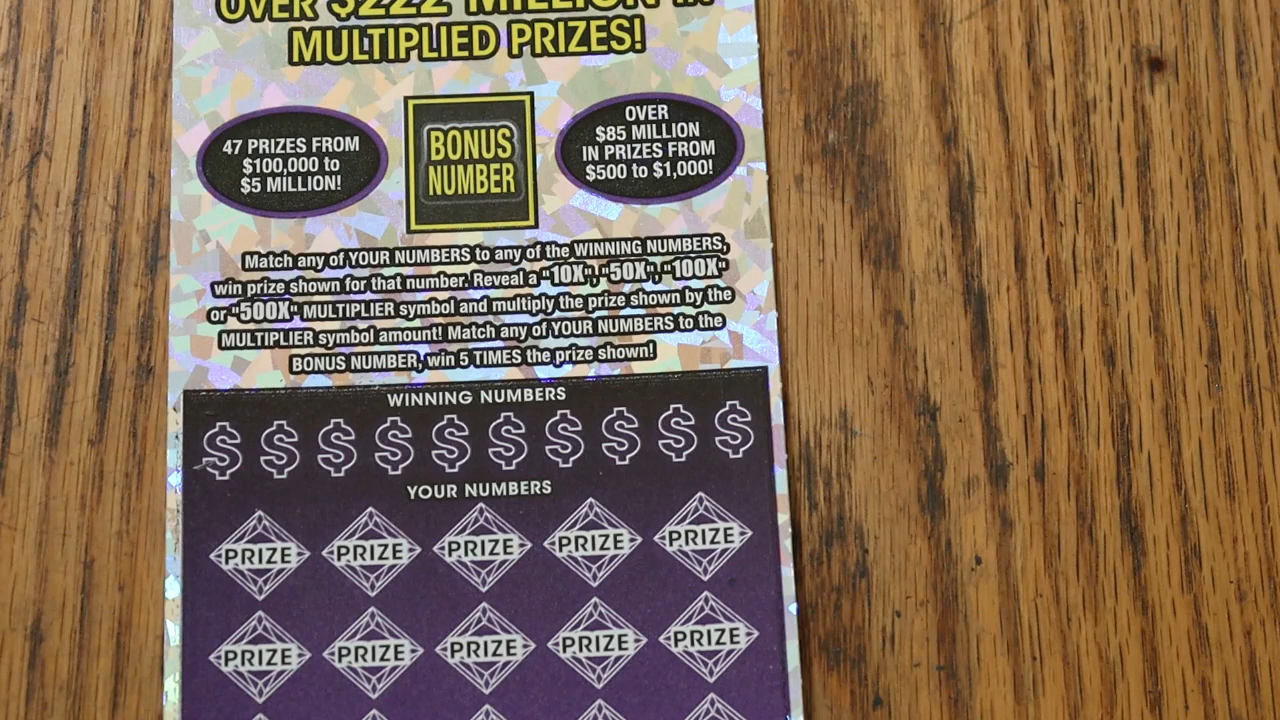 OVER $222 MILLION IN
MULTIPLIED PRIZES!
47 PRIZES FROM
$100,000 to
$5 MILLION!
BONUS
NUMBER
OVER
$85 MILLION
IN PRIZES FROM
$500 to $1,000!
Match any of YOUR NUMBERS to any of the WINNING NUMBERS,
win prize shown for that number. Reveal a "10X", "50X", "100X"
or "500X" MULTIPLIER symbol and multiply the prize shown by the
MULTIPLIER symbol amount! Match any of YOUR NUMBERS to the
BONUS NUMBER, win 5 TIMES the prize shown!
WINNING NUMBERS
$ $ $ $ $ $ $ $ $ $
YOUR NUMBERS
PRIZE PRIZE PRIZE PRIZE PRIZE
PRIZE PRIZE PRIZE PRIZE PRIZE